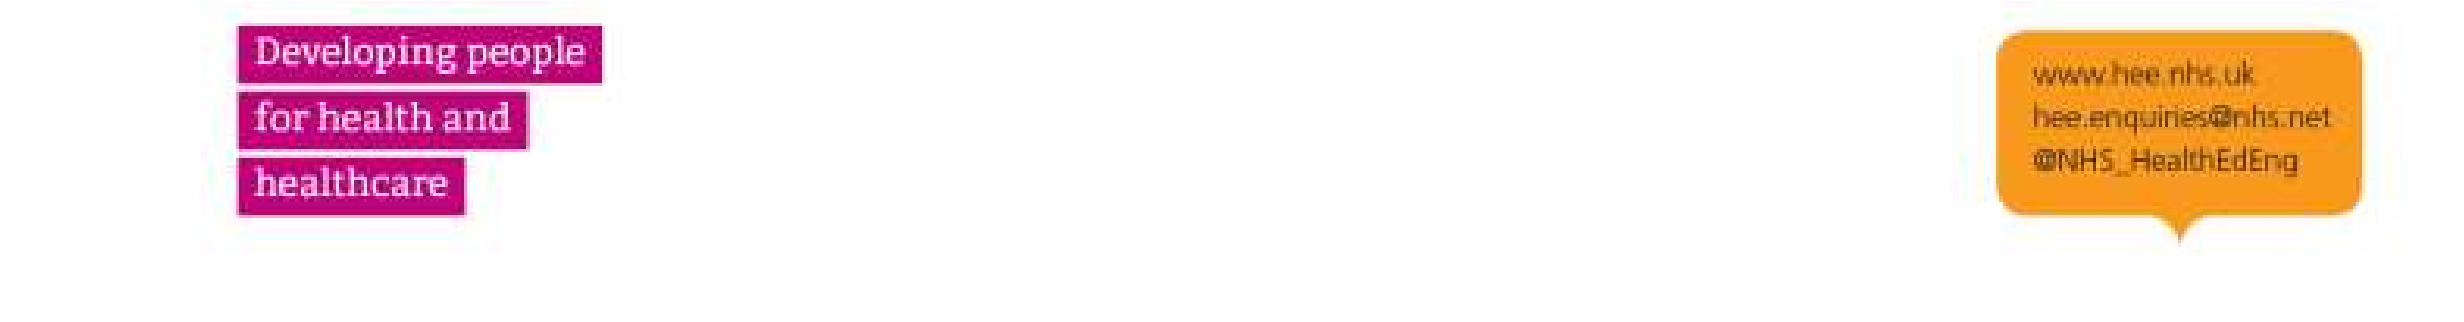 Developing people
for health and
healthcare
www.hee.nhs.uk
hee.enquiries@nhs.net
@NHS_HealthEdEng